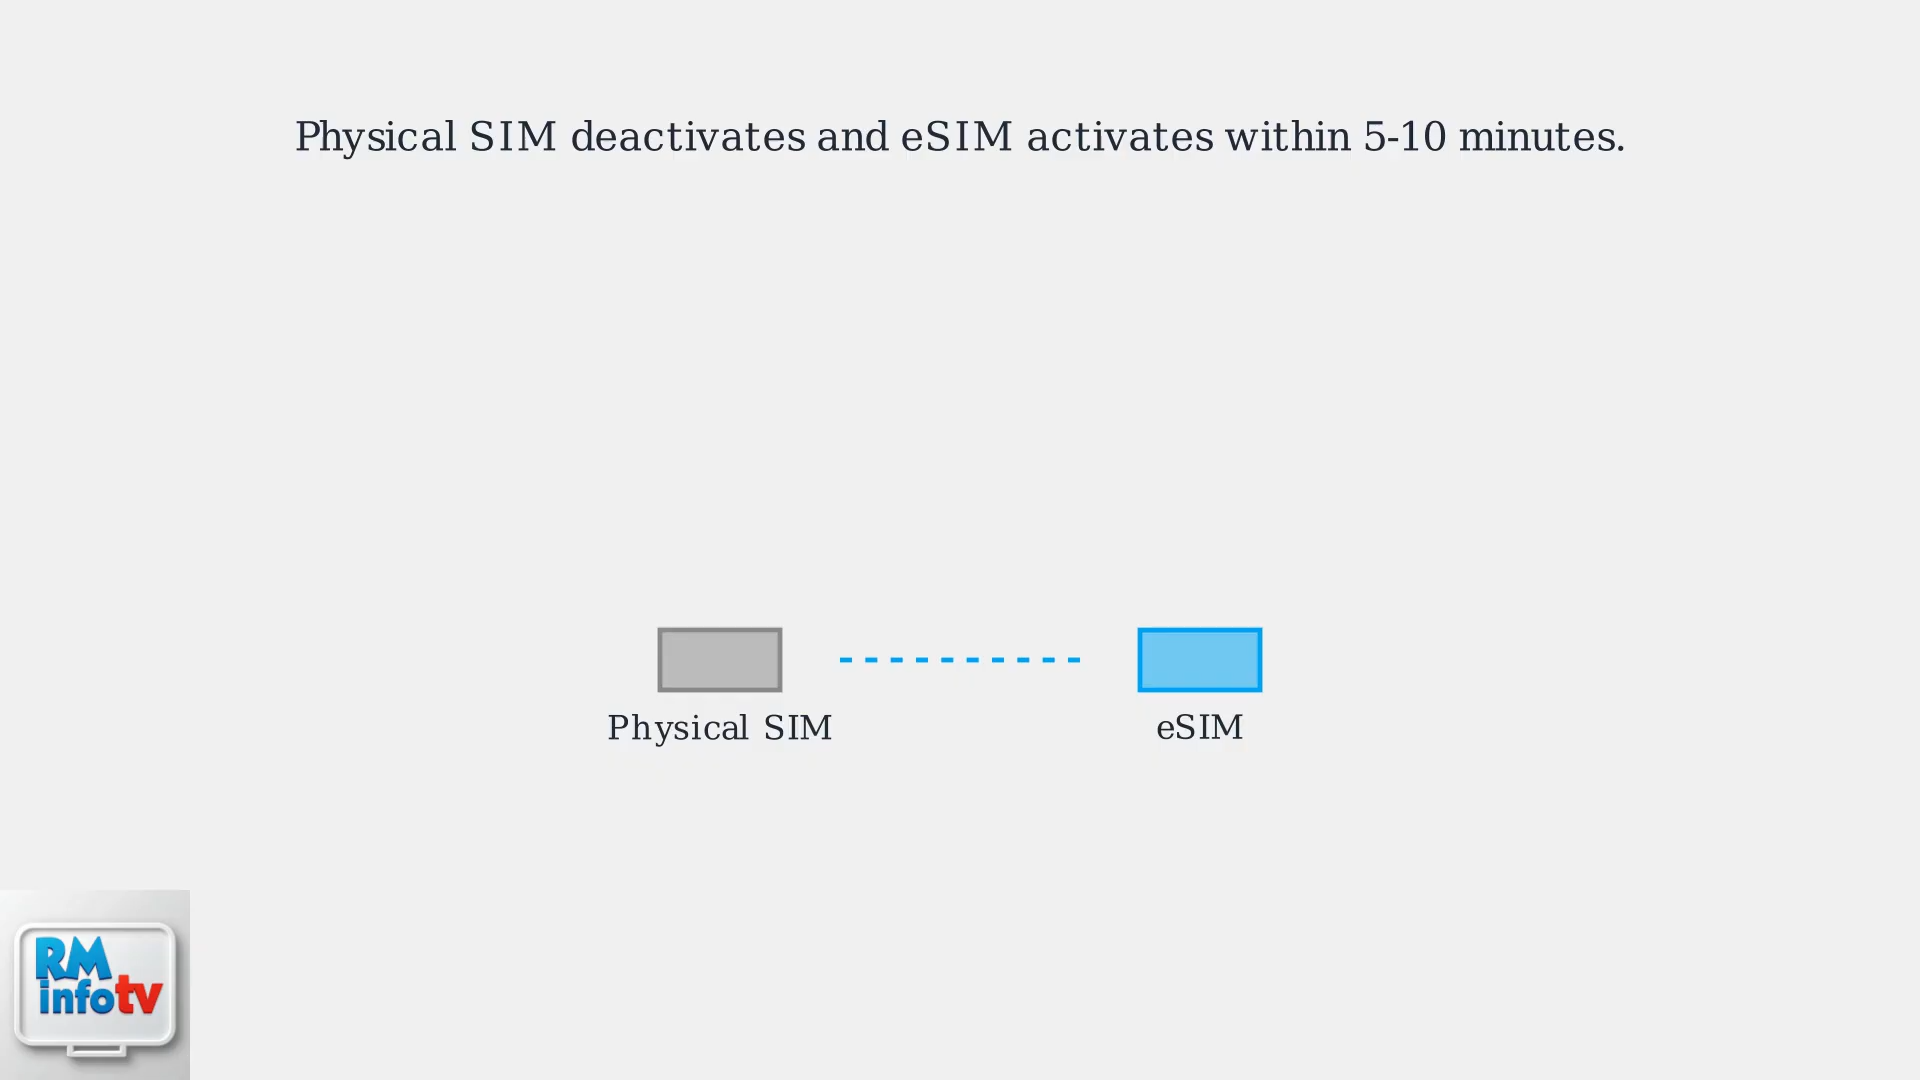 Physical SIM deactivates and eSIM activates within 5-10 minutes.
Physical SIM
eSIM
RM
infotv